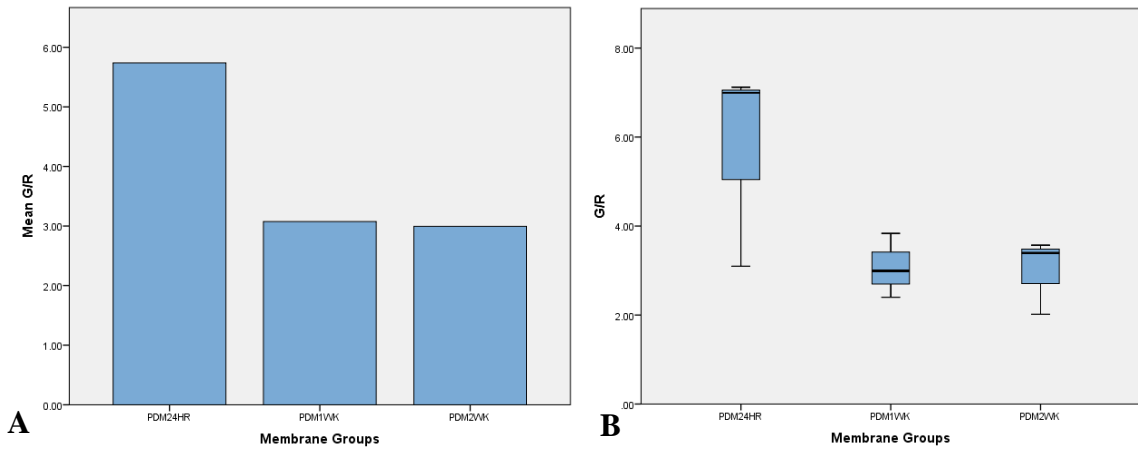 Mean G/R
6.00
5.00
4.00
3.00
2.00
1.00
0.00
PDM24HR
PDM1WK
PDM2WK
Membrane Groups
A
G/R
8.00
6.00
4.00
2.00
.00
PDM24HR
PDM1WK
PDM2WK
Membrane Groups
B